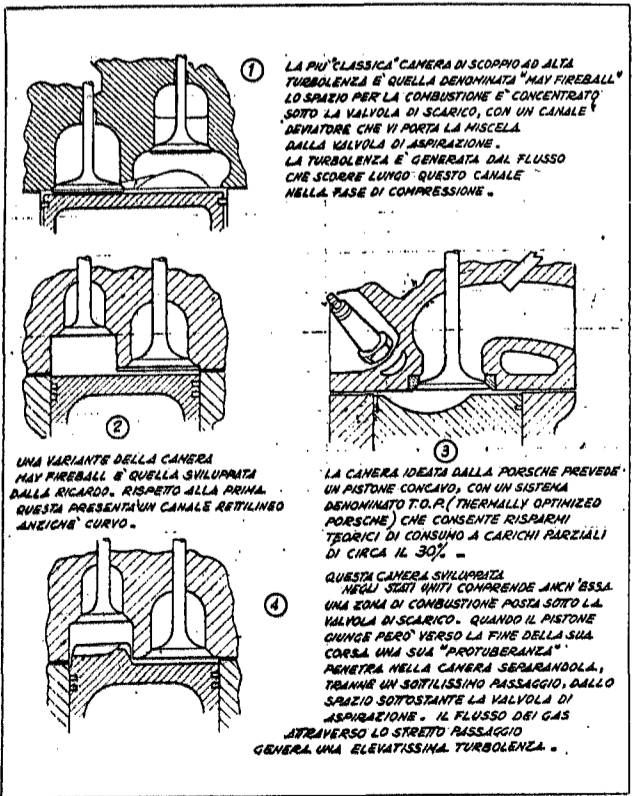 1
LA PIU' "CLASSICA" CAMERA DI SCOPPIO AD ALTA
TURBOLENZA E' QUELLA DENOMINATA "MAY FIREBALL"
LO SPAZIO PER LA COMBUSTIONE E' CONCENTRATO
SOTTO LA VALVOLA DI SCARICO, CON UN CANALE
DEVIATORE CHE VI PORTA LA MISCELA
DALLA VALVOLA DI ASPIRAZIONE.
LA TURBOLENZA E' GENERATA DAL FLUSSO
CHE SCORRE LUNGO QUESTO CANALE
NELLA FASE DI COMPRESSIONE.
2
UNA VARIANTE DELLA CAMERA
MAY FIREBALL E' QUELLA SVILUPPATA
DALLA RICARDO. RISPETTO ALLA PRIMA
QUESTA PRESENTA UN CANALE RETTILINEO
ANZICHE' CURVO.
3
LA CAMERA IDEATA DALLA PORSCHE PREVEDE
UN PISTONE CONCAVO, CON UN SISTEMA
DENOMINATO T.O.P. (THERMALLY OPTIMIZED
PORSCHE) CHE CONSENTE RISPARMI
TEORICI DI CONSUMO A CARICHI PARZIALI
DI CIRCA IL 30% -
4
QUESTA CAMERA SVILUPPATA
NEGLI STATI UNITI COMPRENDE ANCH'ESSA
UNA ZONA DI COMBUSTIONE POSTA SOTTO LA
VALVOLA DI SCARICO. QUANDO IL PISTONE
GIUNGE PERO' VERSO LA FINE DELLA SUA
CORSA UNA SUA "PROTUBERANZA"
PENETRA NELLA CAMERA SEPARANDOLA,
TRANNE UN SOTTILISSIMO PASSAGGIO, DALLO
SPAZIO SOTTOSTANTE LA VALVOLA DI
ASPIRAZIONE. IL FLUSSO DEI GAS
ATTRAVERSO LO STRETTO PASSAGGIO
GENERA UNA ELEVATISSIMA TURBOLENZA.